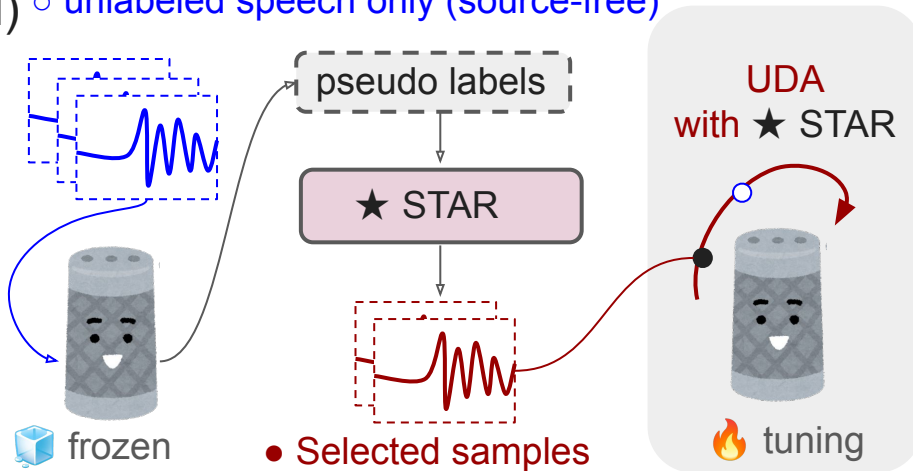 ○ unlabeled speech only (source-free)
pseudo labels
★ STAR
UDA
with ★ STAR
frozen
● Selected samples
tuning